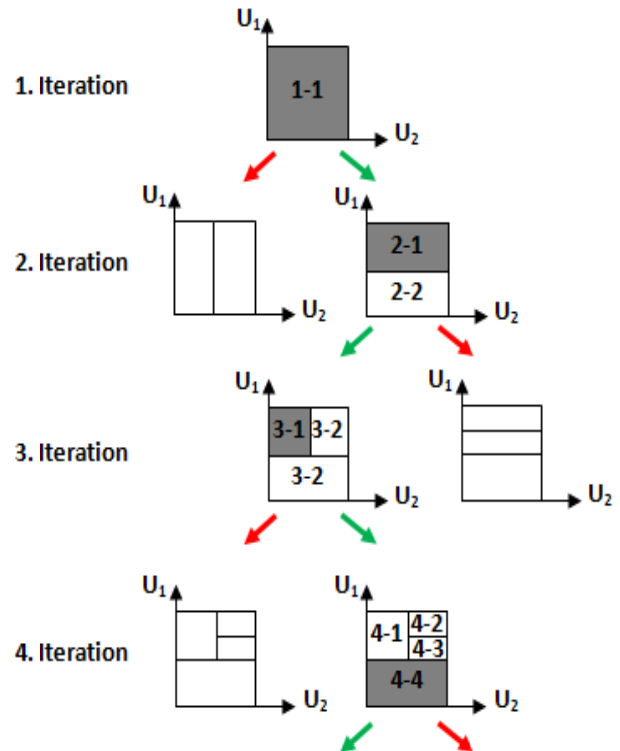 U1
1. Iteration
1-1
U2
U1
U1
2. Iteration
2-1
2-2
U2
U2
U1
U1
3. Iteration
3-1 3-2
3-2
U2
U2
U1
U1
4. Iteration
4-1
4-2
4-3
4-4
U2
U2